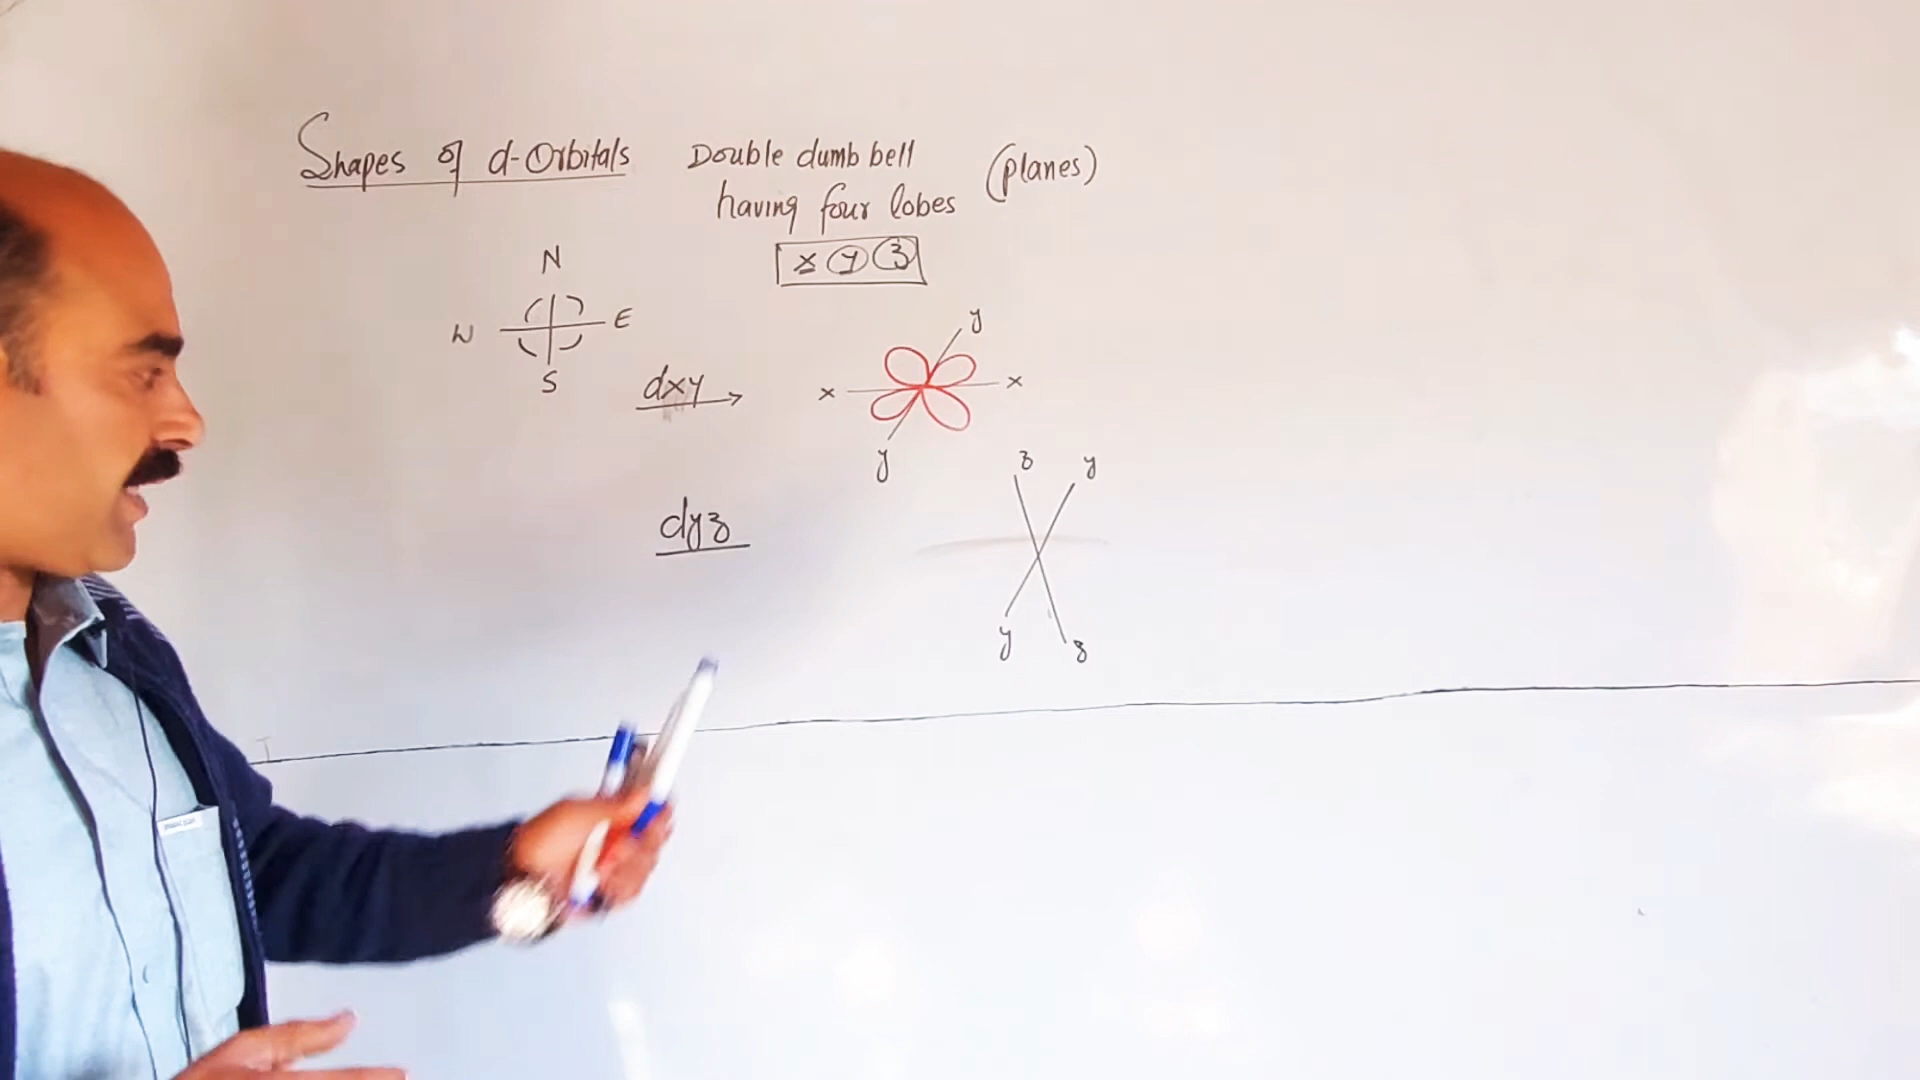 Shapes of d-Orbitals Double dumb bell (planes)
having four lobes
x y z
N
W E
S
dxy
y
x x
y
dyz
z y
y z